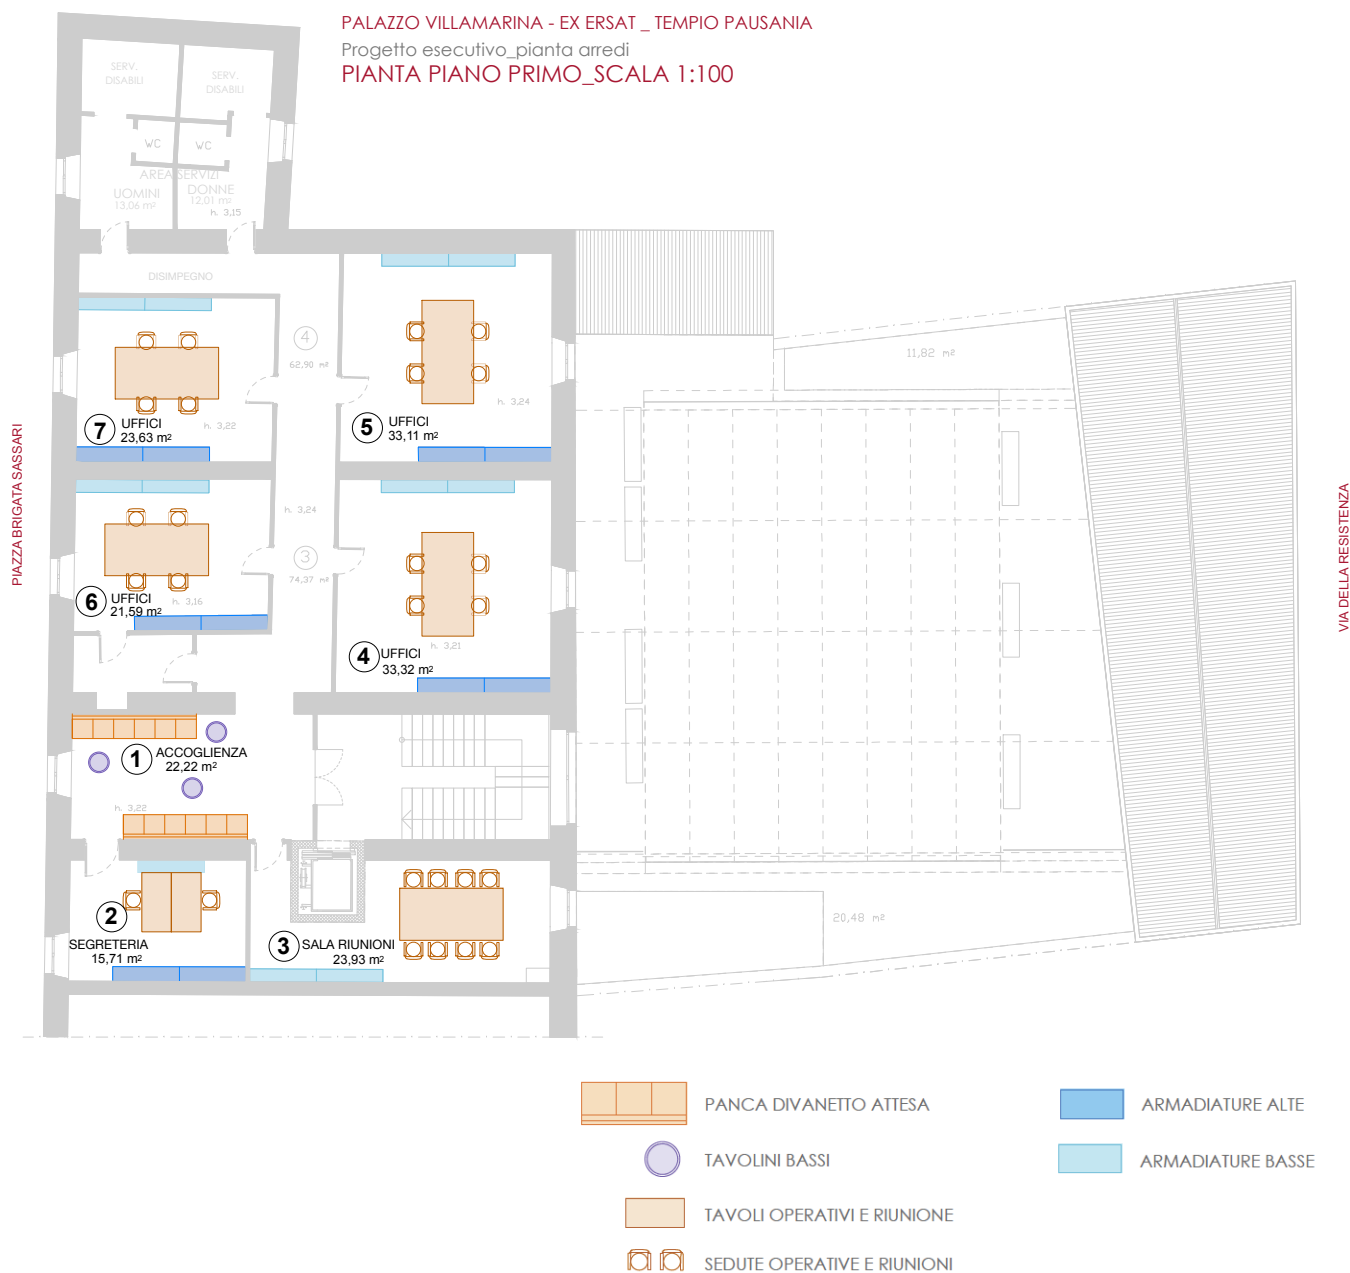 PALAZZO VILLAMARINA - EX ERSAT _ TEMPIO PAUSANIA
Progetto esecutivo_pianta arredi
PIANTA PIANO PRIMO_SCALA 1:100
SERV.
DISABILI
SERV.
DISABILI
WC
WC
AREA SERVIZI
UOMINI
13,06 m²
DONNE
12,01 m²
h. 3,15
DISIMPEGNO
4
62,90 m²
11,82 m²
h. 3,24
7
UFFICI
23,63 m²
h. 3,22
5
UFFICI
33,11 m²
PIAZZA BRIGATA SASSARI
VIA DELLA RESISTENZA
h. 3,24
3
74,37 m²
6
UFFICI
21,59 m²
h. 3,16
h. 3,21
4
UFFICI
33,32 m²
1
ACCOGLIENZA
22,22 m²
h. 3,22
2
SEGRETERIA
15,71 m²
3
SALA RIUNIONI
23,93 m²
20,48 m²
PANCA DIVANETTO ATTESA
ARMADIATURE ALTE
TAVOLINI BASSI
ARMADIATURE BASSE
TAVOLI OPERATIVI E RIUNIONE
SEDUTE OPERATIVE E RIUNIONI